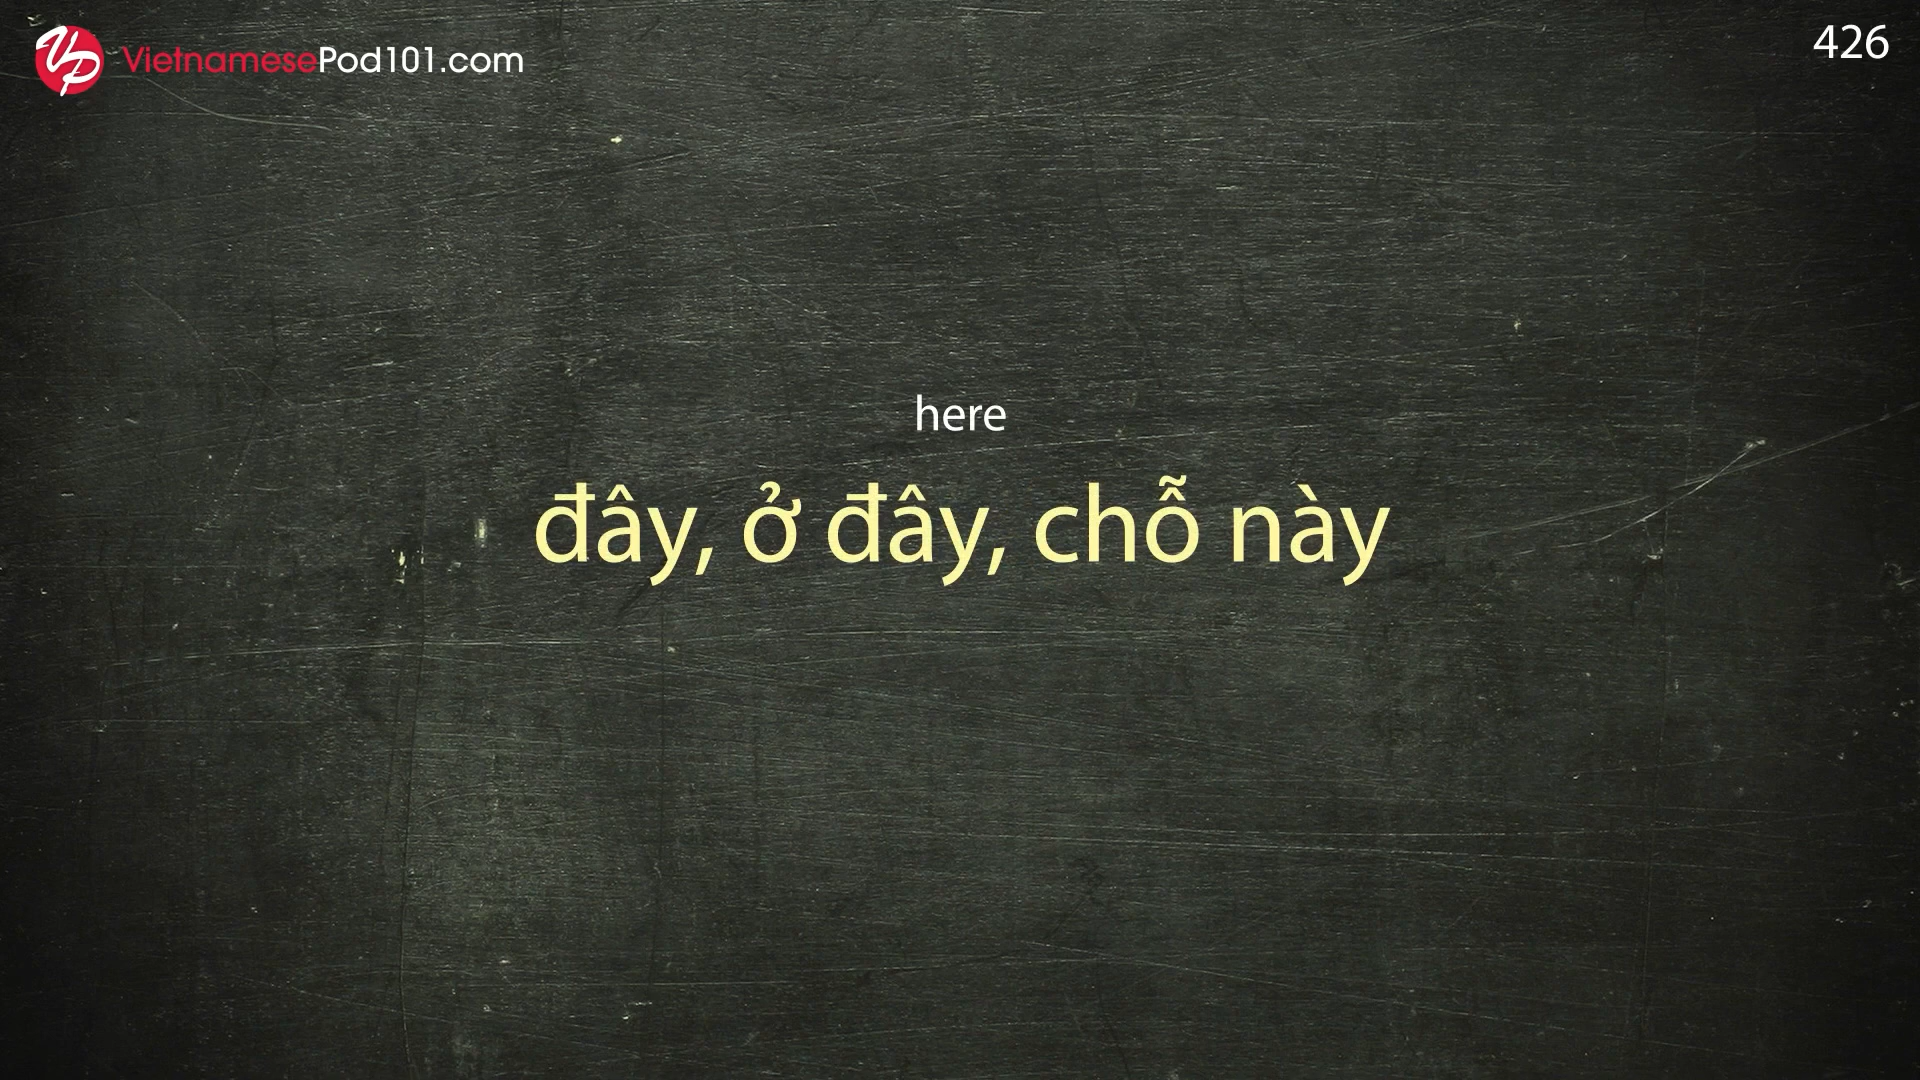 VietnamesePod101.com
426
here
đây, ở đây, chỗ này